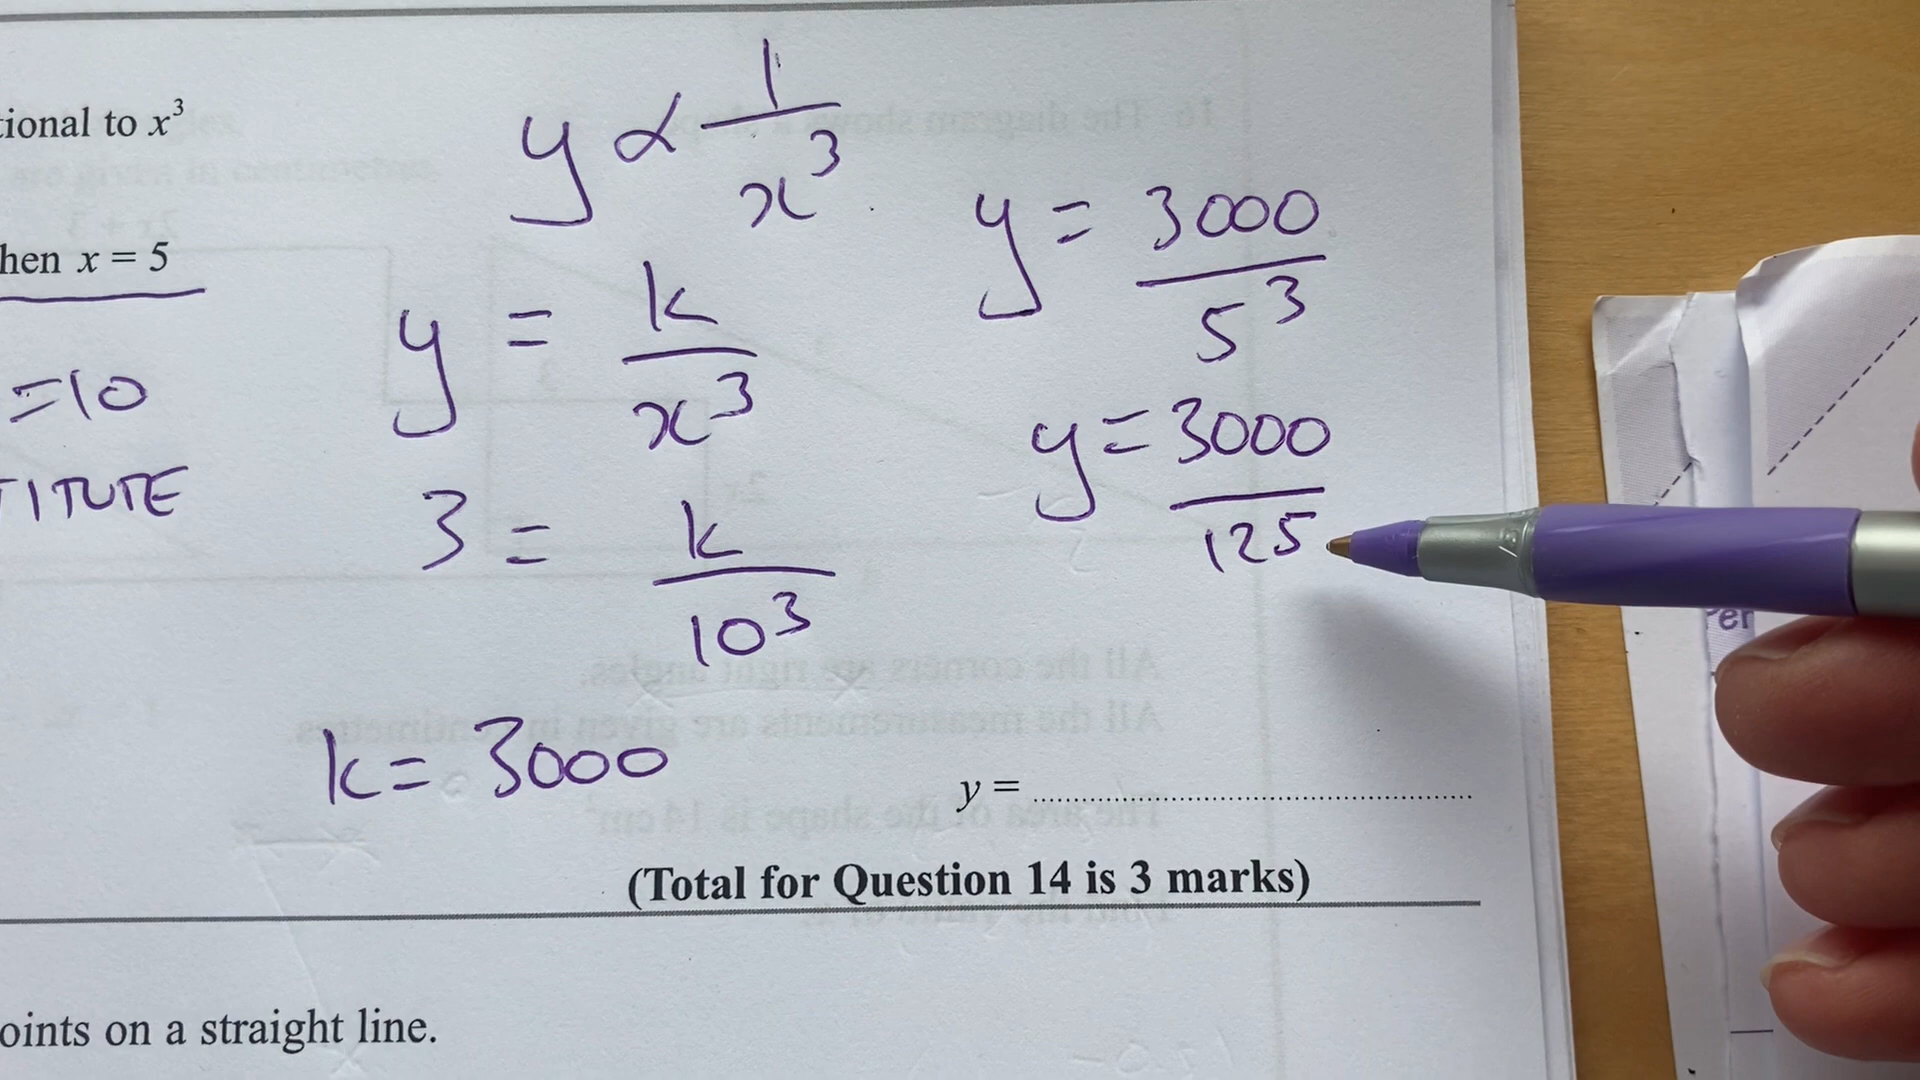 tional to x³
hen x = 5
=10
TITUTE
y ∝ 1/x³
y = k/x³
3 = k/10³
k = 3000
y = 3000/5³
y = 3000/125
y = ........................................
(Total for Question 14 is 3 marks)
oints on a straight line.